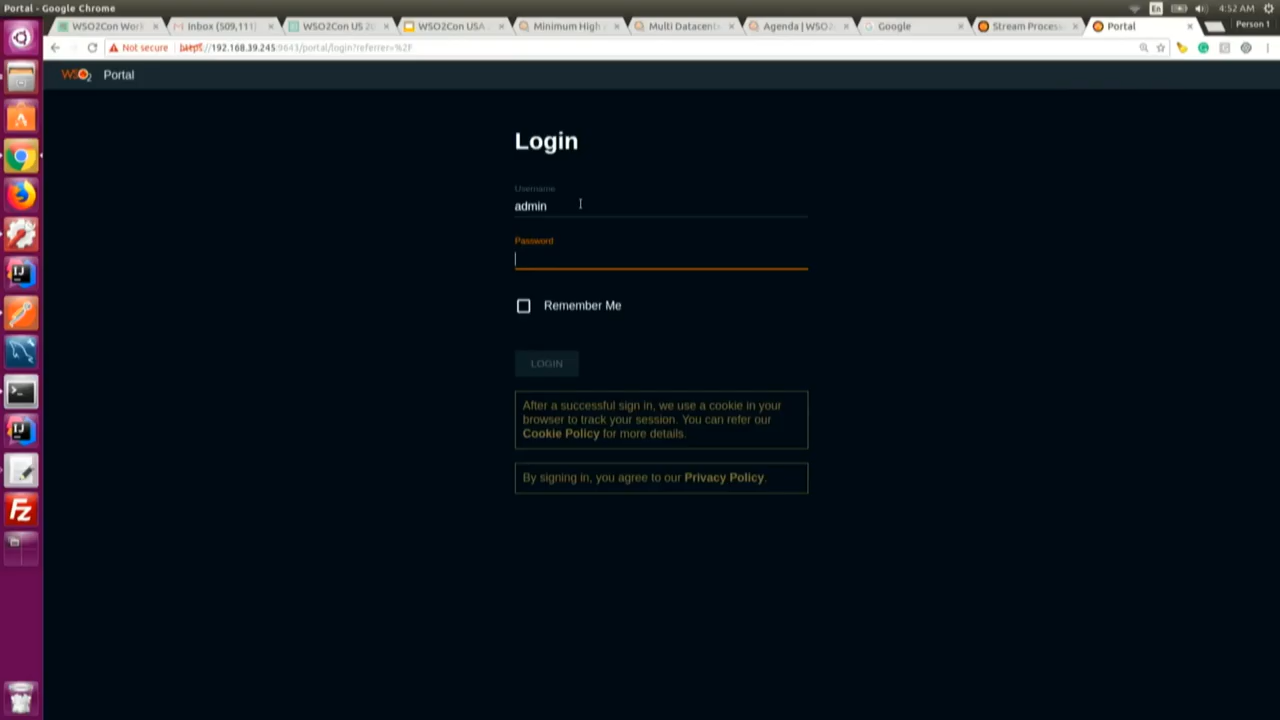 Portal - Google Chrome
En
4:52 AM
WSO2Con Work
Inbox (509,111)
WSO2Con US 20
WSO2Con USA
Minimum High
Multi Datacent
Agenda | WSO2
Google
Stream Process
Portal
Person 1
Not secure
https://192.168.39.245:9643/portal/login?referrer=%2F
WSO2 Portal
Login
Username
admin
Password
Remember Me
LOGIN
After a successful sign in, we use a cookie in your
browser to track your session. You can refer our
Cookie Policy for more details.
By signing in, you agree to our Privacy Policy.